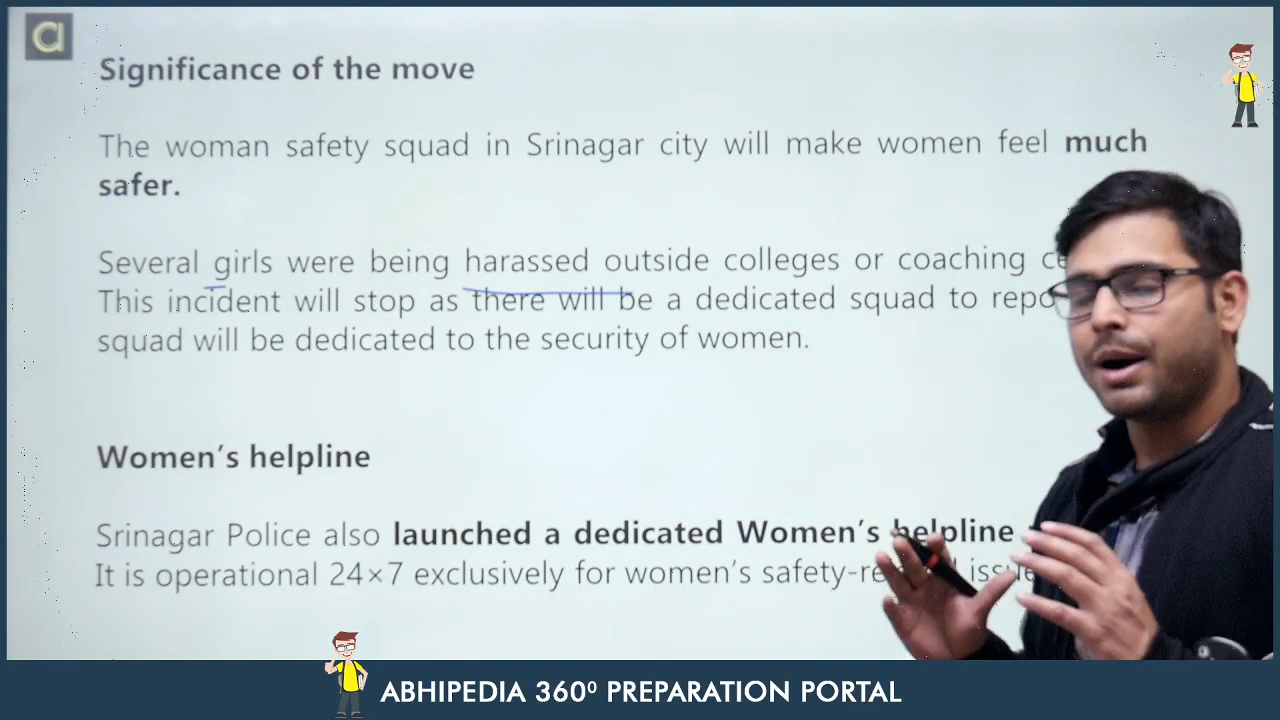 a
Significance of the move
The woman safety squad in Srinagar city will make women feel much
safer.
Several girls were being harassed outside colleges or coaching
This incident will stop as there will be a dedicated squad to
squad will be dedicated to the security of women.
Women's helpline
Srinagar Police also launched a dedicated Women's helpline
It is operational 24×7 exclusively for women's
ABHIPEDIA 360⁰ PREPARATION PORTAL